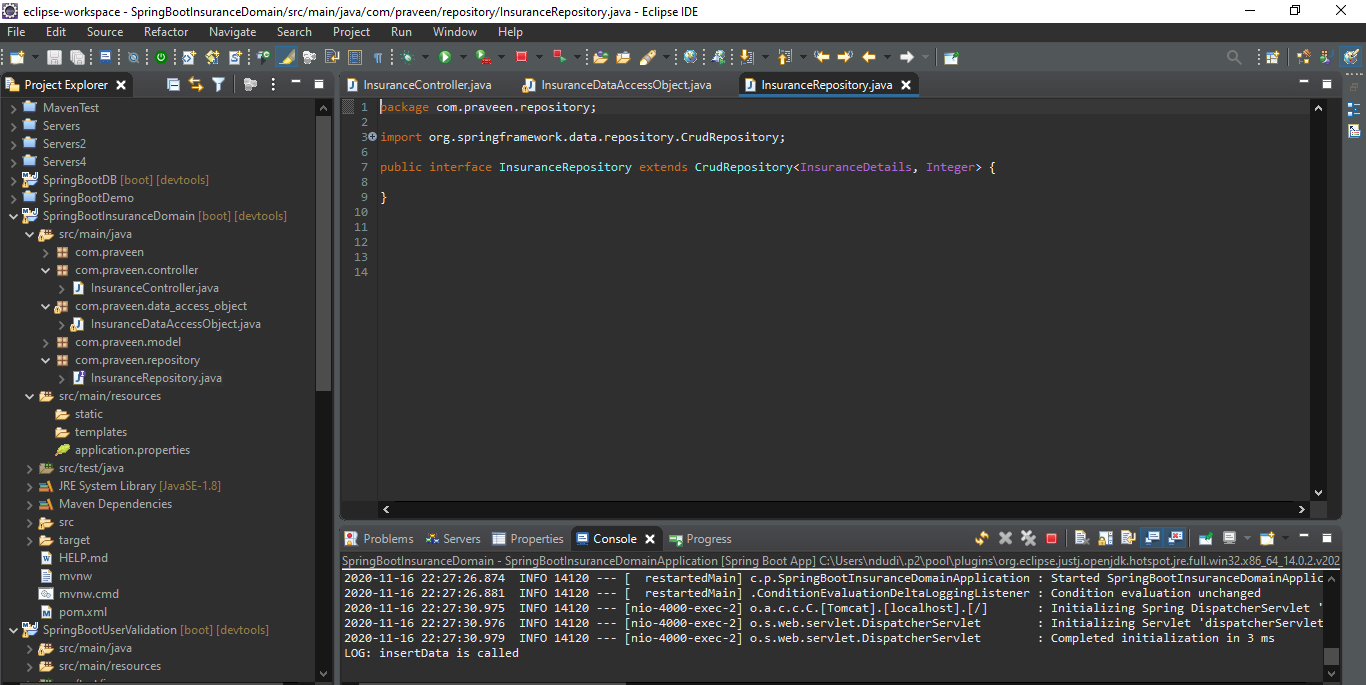 eclipse-workspace - SpringBootInsuranceDomain/src/main/java/com/praveen/repository/InsuranceRepository.java - Eclipse IDE
File Edit Source Refactor Navigate Search Project Run Window Help
Project Explorer
MavenTest
Servers
Servers2
Servers4
SpringBootDB [boot] [devtools]
SpringBootDemo
SpringBootInsuranceDomain [boot] [devtools]
src/main/java
com.praveen
com.praveen.controller
InsuranceController.java
com.praveen.data_access_object
InsuranceDataAccessObject.java
com.praveen.model
com.praveen.repository
InsuranceRepository.java
src/main/resources
static
templates
application.properties
src/test/java
JRE System Library [JavaSE-1.8]
Maven Dependencies
src
target
HELP.md
mvnw
mvnw.cmd
pom.xml
SpringBootUserValidation [boot] [devtools]
src/main/java
src/main/resources
InsuranceController.java InsuranceDataAccessObject.java InsuranceRepository.java
1 package com.praveen.repository;
2
3 import org.springframework.data.repository.CrudRepository;
6
7 public interface InsuranceRepository extends CrudRepository<InsuranceDetails, Integer> {
8
9 }
10
11
12
13
14
Problems Servers Properties Console Progress
SpringBootInsuranceDomain - SpringBootInsuranceDomainApplication [Spring Boot App] C:\Users\ndudi\.p2\pool\plugins\org.eclipse.justj.openjdk.hotspot.jre.full.win32.x86_64_14.0.2.v202
2020-11-16 22:27:26.874 INFO 14120 --- [ restartedMain] c.p.SpringBootInsuranceDomainApplication : Started SpringBootInsuranceDomainApplic
2020-11-16 22:27:26.881 INFO 14120 --- [ restartedMain] .ConditionEvaluationDeltaLoggingListener : Condition evaluation unchanged
2020-11-16 22:27:30.975 INFO 14120 --- [nio-4000-exec-2] o.a.c.c.C.[Tomcat].[localhost].[/] : Initializing Spring DispatcherServlet '
2020-11-16 22:27:30.976 INFO 14120 --- [nio-4000-exec-2] o.s.web.servlet.DispatcherServlet : Initializing Servlet 'dispatcherServlet
2020-11-16 22:27:30.979 INFO 14120 --- [nio-4000-exec-2] o.s.web.servlet.DispatcherServlet : Completed initialization in 3 ms
LOG: insertData is called